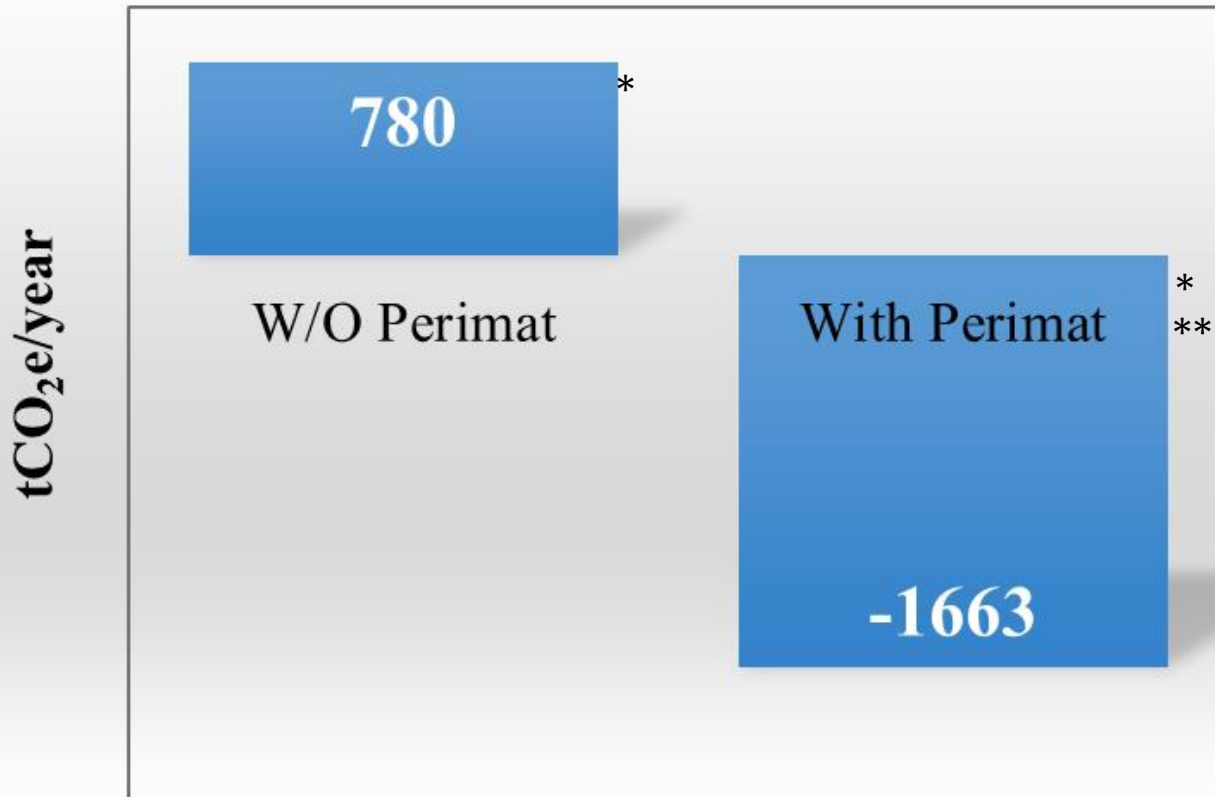 tCO₂e/year
780
*
W/O Perimat
With Perimat
*
**
-1663